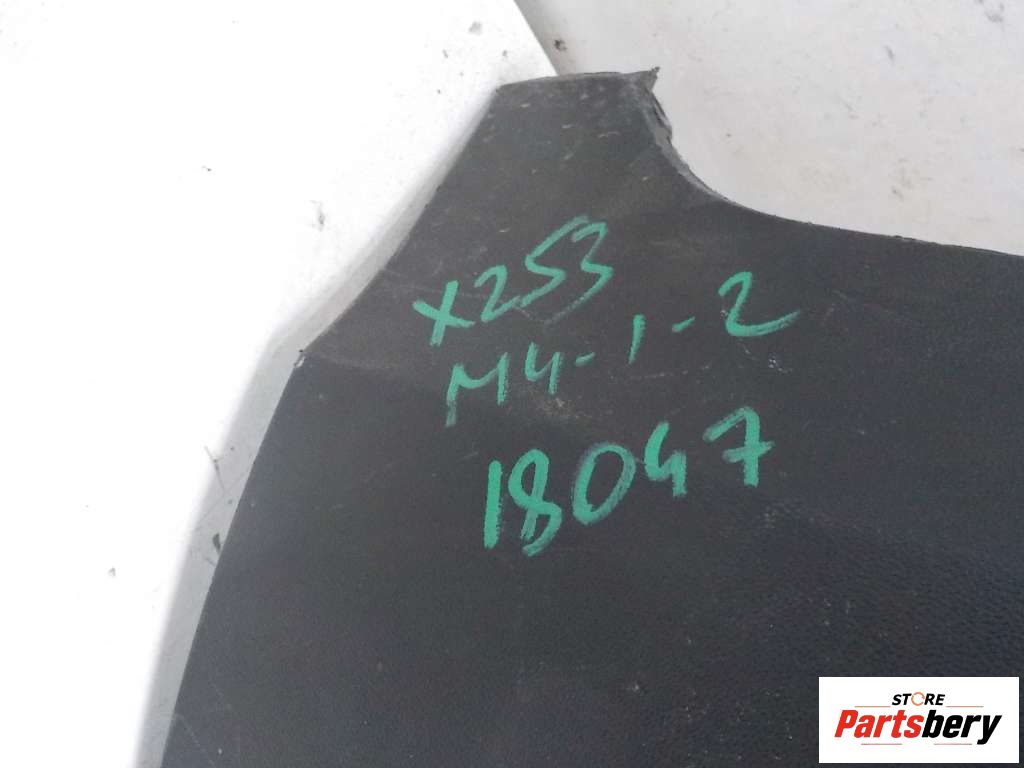 X253
M4-1-2
18047
STORE
Partsbery